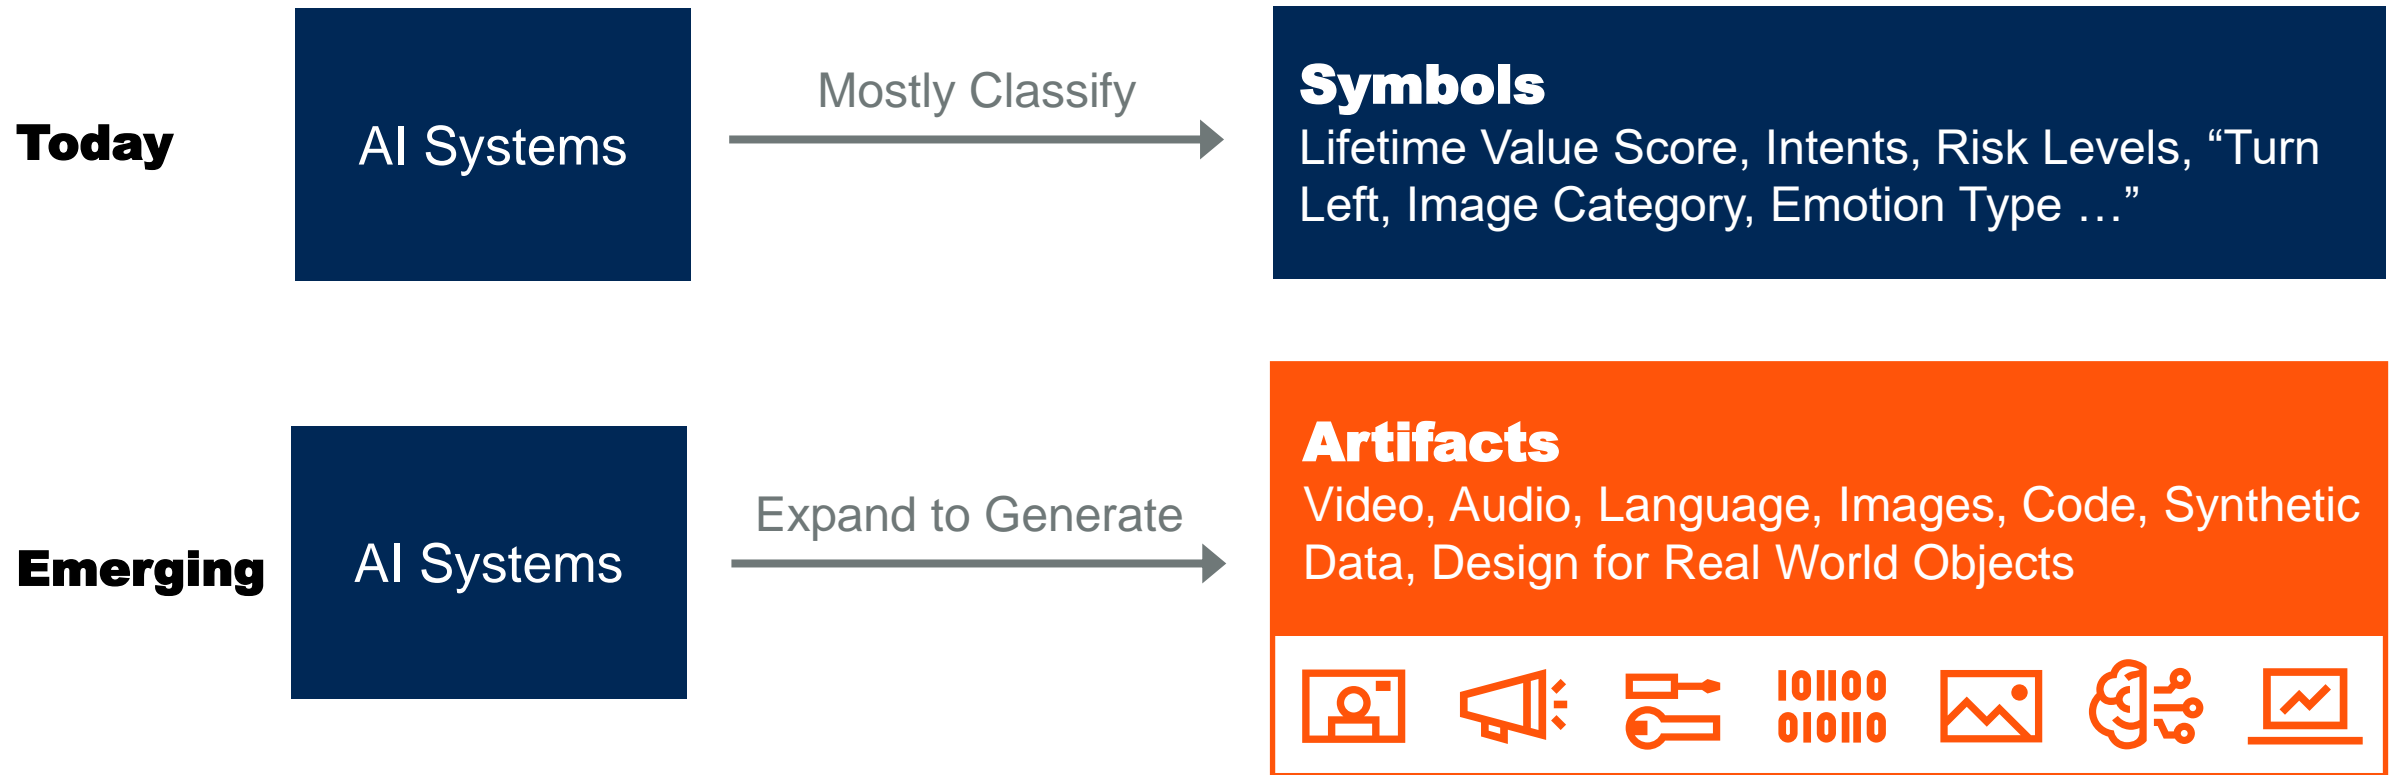 Today
AI Systems
Mostly Classify
Symbols
Lifetime Value Score, Intents, Risk Levels, “Turn
Left, Image Category, Emotion Type …”
Emerging
AI Systems
Expand to Generate
Artifacts
Video, Audio, Language, Images, Code, Synthetic
Data, Design for Real World Objects
101100
010110